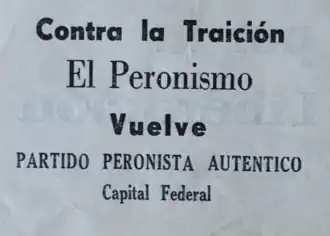 Contra la Traición
El Peronismo
Vuelve
PARTIDO PERONISTA AUTENTICO
Capital Federal